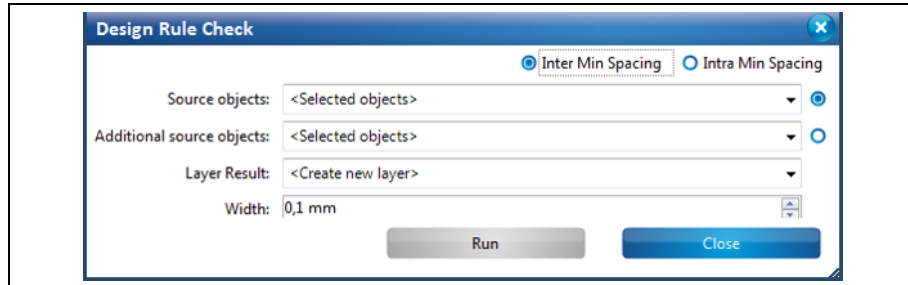 Design Rule Check
Inter Min Spacing Intra Min Spacing
Source objects: <Selected objects>
Additional source objects: <Selected objects>
Layer Result: <Create new layer>
Width: 0,1 mm
Run Close